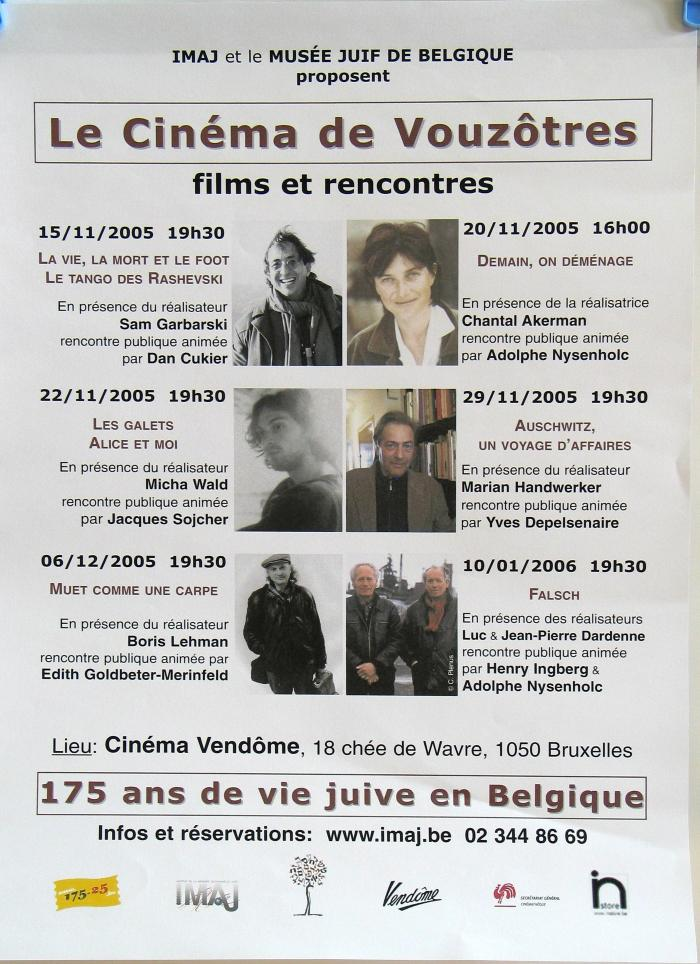 IMAJ et le MUSÉE JUIF DE BELGIQUE
proposent
Le Cinéma de Vouzôtres
films et rencontres
15/11/2005 19h30
La vie, la mort et le foot
Le tango des Rashevski
En présence du réalisateur
Sam Garbarski
rencontre publique animée
par Dan Cukier
20/11/2005 16h00
Demain, on déménage
En présence de la réalisatrice
Chantal Akerman
rencontre publique animée
par Adolphe Nysenholc
22/11/2005 19h30
Les galets
Alice et moi
En présence du réalisateur
Micha Wald
rencontre publique animée
par Jacques Sojcher
29/11/2005 19h30
Auschwitz,
un voyage d'affaires
En présence du réalisateur
Marian Handwerker
rencontre publique animée
par Yves Depelsenaire
06/12/2005 19h30
Muet comme une carpe
En présence du réalisateur
Boris Lehman
rencontre publique animée par
Edith Goldbeter-Merinfeld
10/01/2006 19h30
Falsch
En présence des réalisateurs
Luc & Jean-Pierre Dardenne
rencontre publique animée
par Henry Ingberg &
Adolphe Nysenholc
© C. Plenus
Lieu: Cinéma Vendôme, 18 chée de Wavre, 1050 Bruxelles
175 ans de vie juive en Belgique
Infos et réservations: www.imaj.be 02 344 86 69
175-25
IMAJ
Vendôme
SECRÉTARIAT GÉNÉRAL
CINÉMATHÈQUE
in
store